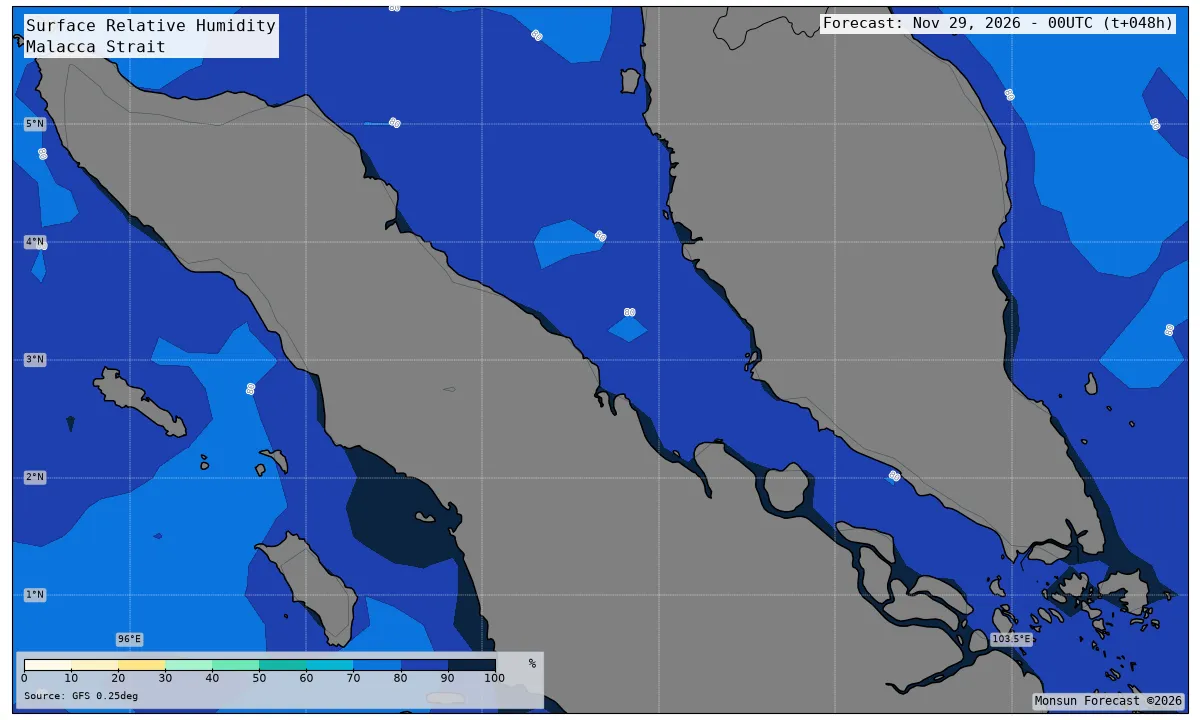 Surface Relative Humidity
Malacca Strait
Forecast: Nov 29, 2026 - 00UTC (t+048h)
80
80
80
80
80
5°N
80
80
4°N
80
80
3°N
80
2°N
80
1°N
96°E
103.5°E
%
0 10 20 30 40 50 60 70 80 90 100
Source: GFS 0.25deg
Monsun Forecast ©2026